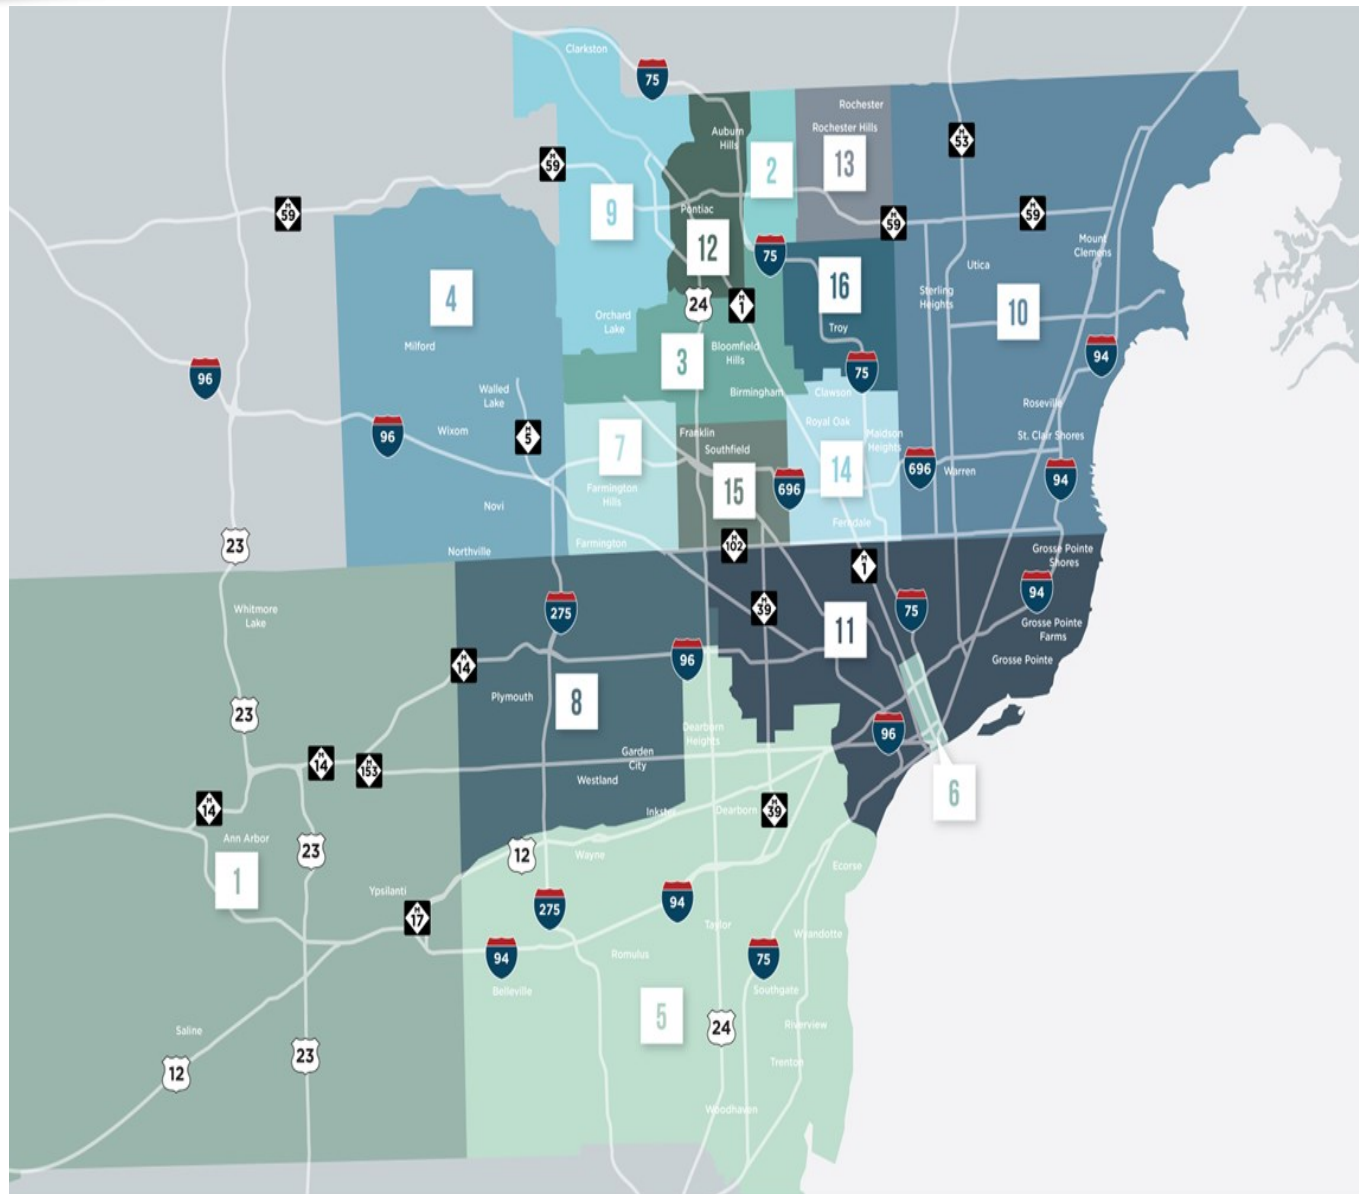 Clarkston
75
Rochester
Auburn
Hills
Rochester Hills
M
53
M
59
2
13
M
59
9
Pontiac
M
59
M
59
12
Mount
Clemens
75
Utica
4
24
M
1
16
Sterling
Heights
10
Orchard
Lake
Troy
Milford
Bloomfield
Hills
94
3
96
75
Walled
Lake
Birmingham
Clawson
Roseville
Wixom
96
M
5
Franklin
Royal Oak
Maidson
Heights
St. Clair Shores
7
Southfield
14
696
Warren
94
Farmington
Hills
15
696
Novi
Ferndale
23
Northville
Farmington
M
102
Grosse Pointe
Shores
M
1
94
Whitmore
Lake
275
M
39
75
11
Grosse Pointe
Farms
M
14
96
Grosse Pointe
Plymouth
8
23
Dearborn
Heights
96
Garden
City
M
14
M
153
Westland
6
M
14
Inkster
Dearborn
M
39
Ann Arbor
23
12
Wayne
Ecorse
1
Ypsilanti
94
275
M
17
Taylor
Wyandotte
94
Romulus
75
Belleville
Southgate
5
24
Riverview
Saline
23
Trenton
12
Woodhaven